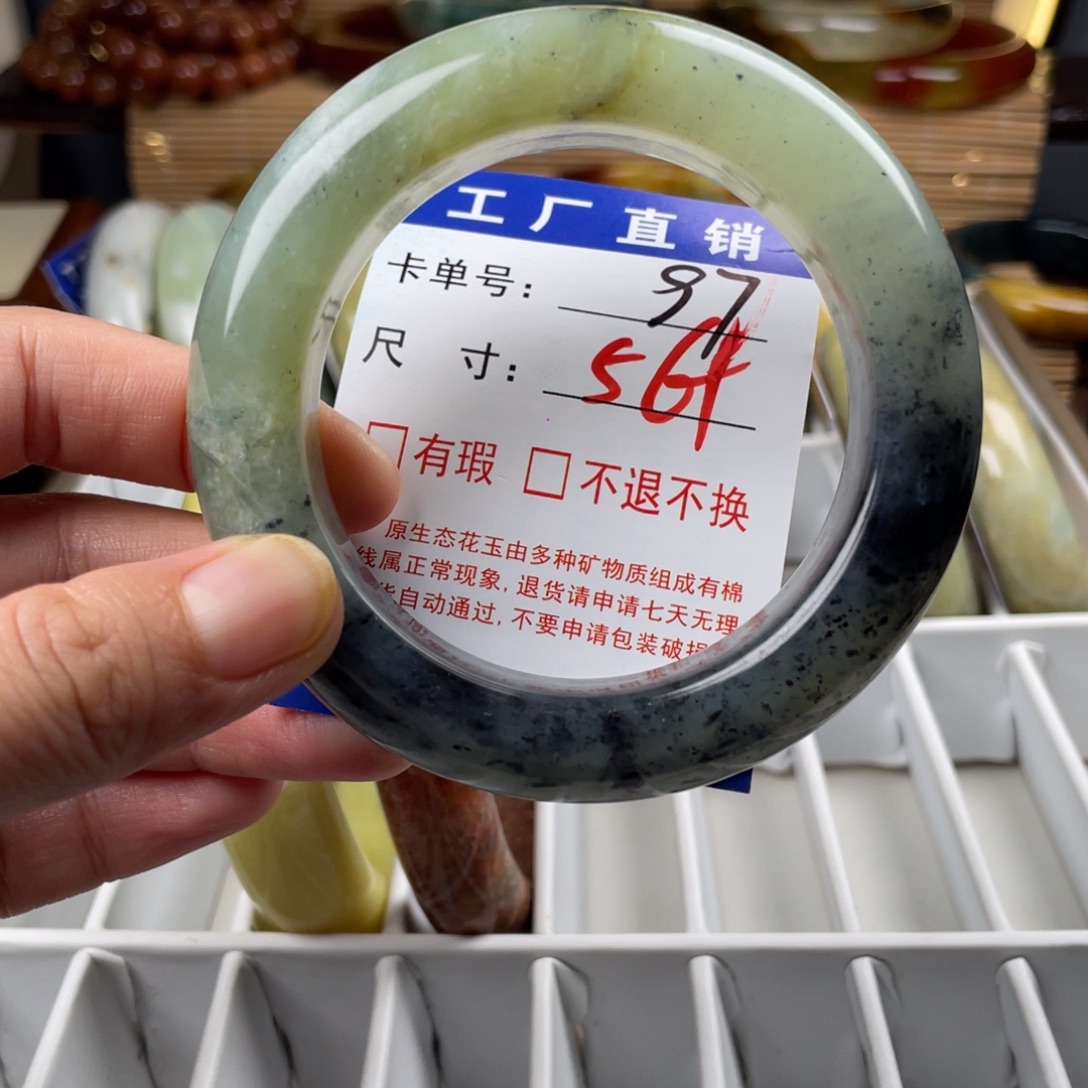 工厂直销
卡单号: 97
尺 寸: 56
有瑕 不退不换
原生态花玉由多种矿物质组成有棉
线属正常现象,退货请申请七天无理
自动通过,不要申请包装破损